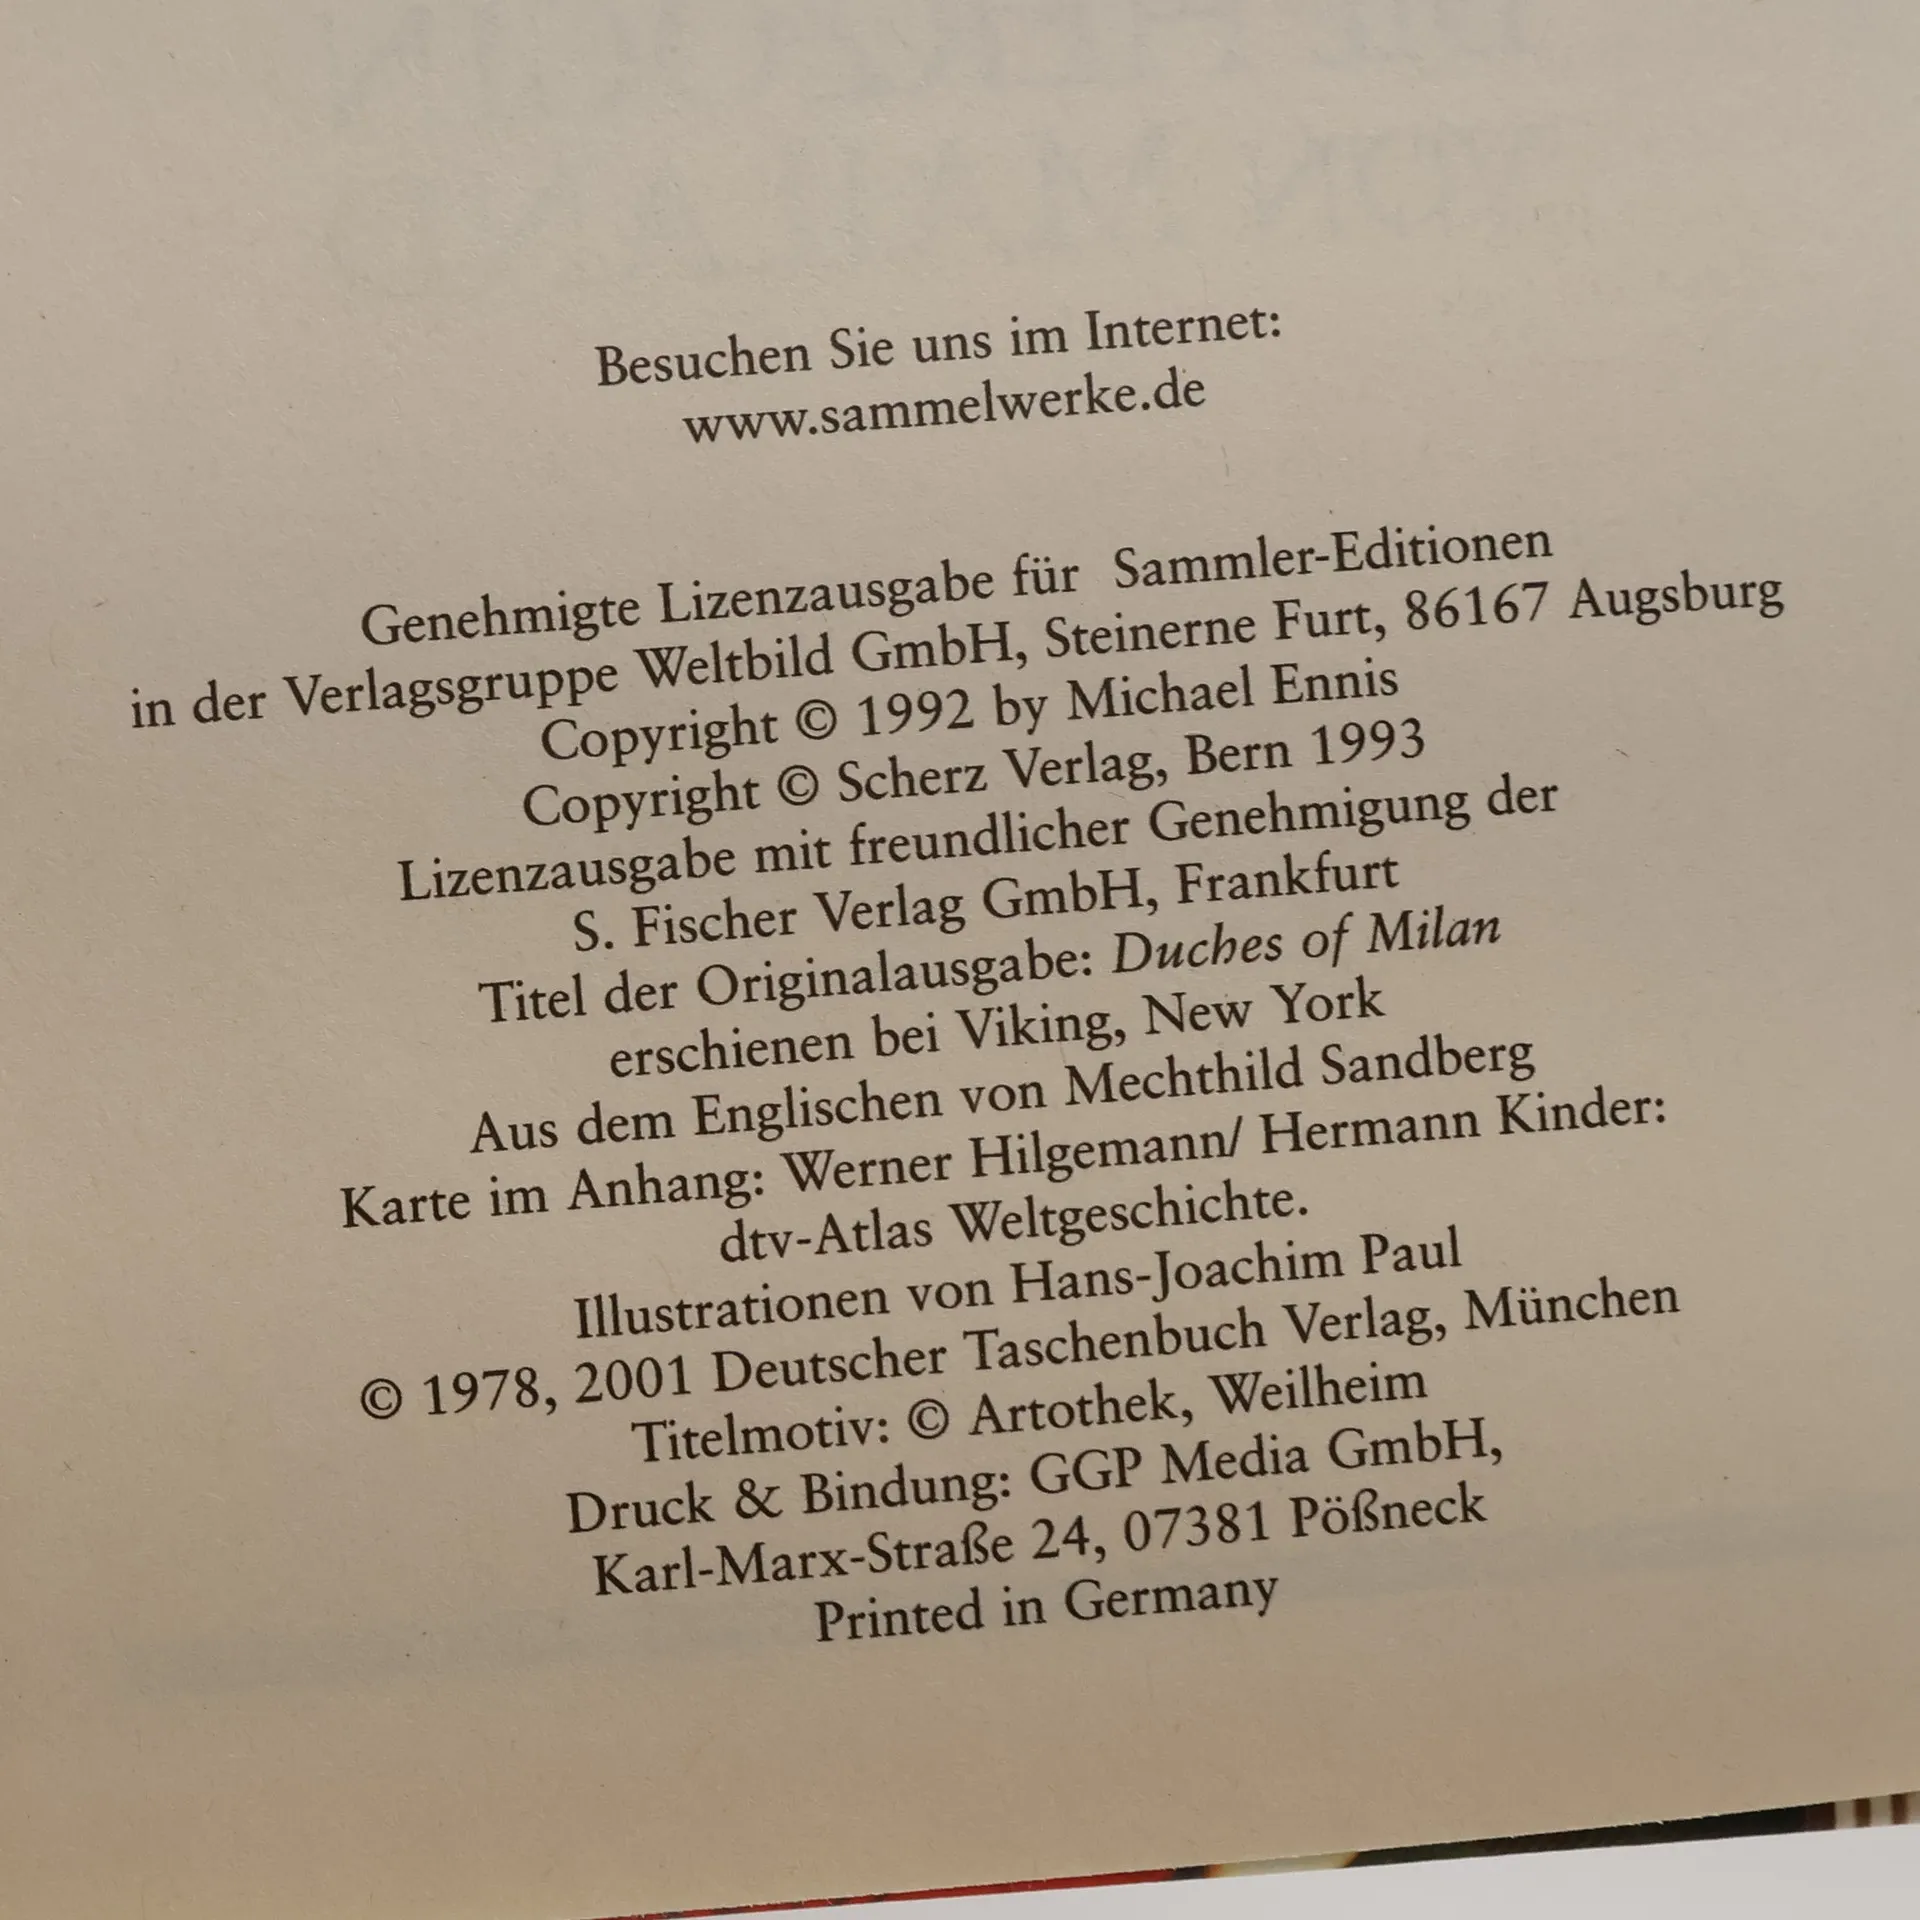 Besuchen Sie uns im Internet:
www.sammelwerke.de
Genehmigte Lizenzausgabe für Sammler-Editionen
in der Verlagsgruppe Weltbild GmbH, Steinerne Furt, 86167 Augsburg
Copyright © 1992 by Michael Ennis
Copyright © Scherz Verlag, Bern 1993
Lizenzausgabe mit freundlicher Genehmigung der
S. Fischer Verlag GmbH, Frankfurt
Titel der Originalausgabe: Duches of Milan
erschienen bei Viking, New York
Aus dem Englischen von Mechthild Sandberg
Karte im Anhang: Werner Hilgemann/ Hermann Kinder:
dtv-Atlas Weltgeschichte.
Illustrationen von Hans-Joachim Paul
© 1978, 2001 Deutscher Taschenbuch Verlag, München
Titelmotiv: © Artothek, Weilheim
Druck & Bindung: GGP Media GmbH,
Karl-Marx-Straße 24, 07381 Pößneck
Printed in Germany